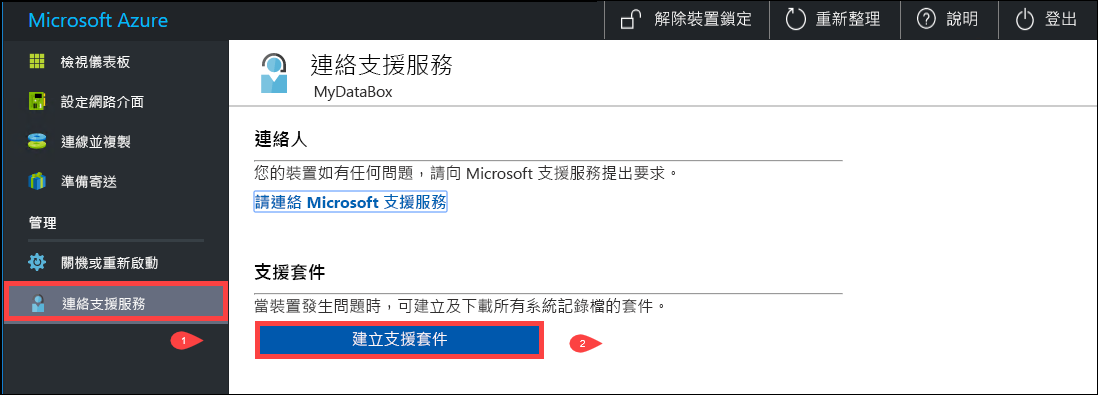 Microsoft Azure
解除裝置鎖定
重新整理
說明
登出
檢視儀表板
設定網路介面
連線並複製
準備寄送
管理
關機或重新啟動
連絡支援服務
1
連絡支援服務
MyDataBox
連絡人
您的裝置如有任何問題，請向 Microsoft 支援服務提出要求。
請連絡 Microsoft 支援服務
支援套件
當裝置發生問題時，可建立及下載所有系統記錄檔的套件。
建立支援套件
2